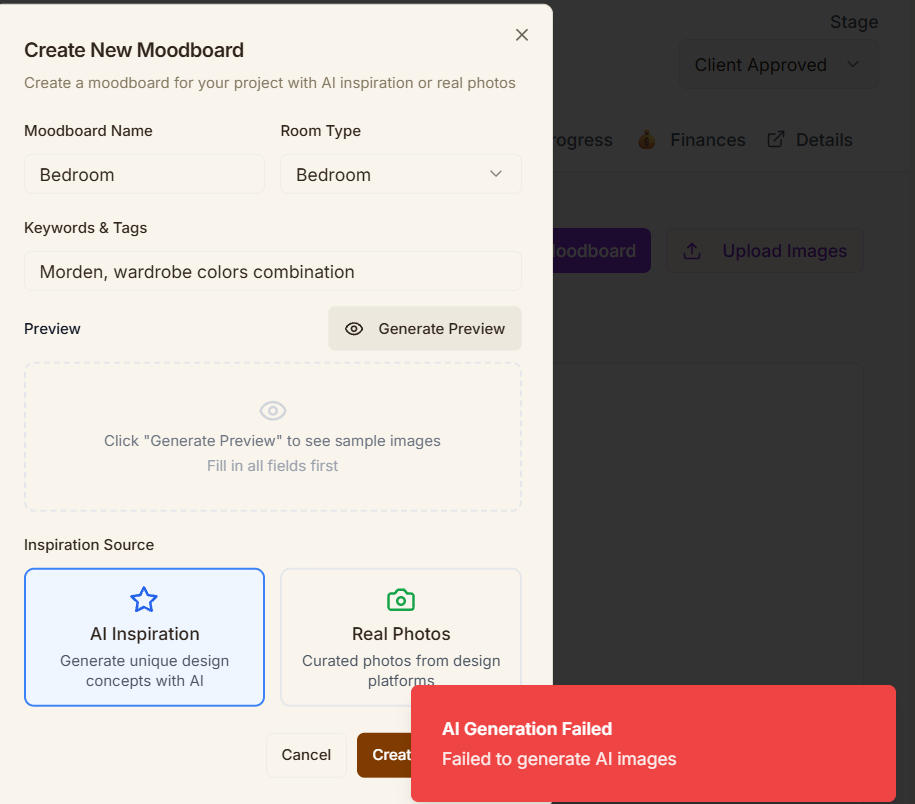 Stage
Create New Moodboard
Create a moodboard for your project with AI inspiration or real photos
Client Approved
Moodboard Name
Room Type
Finances
Details
Bedroom
Bedroom
Keywords & Tags
Upload Images
Morden, wardrobe colors combination
Preview
Generate Preview
Click "Generate Preview" to see sample images
Fill in all fields first
Inspiration Source
AI Inspiration
Generate unique design
concepts with AI
Real Photos
Curated photos from design
platforms
Cancel
AI Generation Failed
Failed to generate AI images